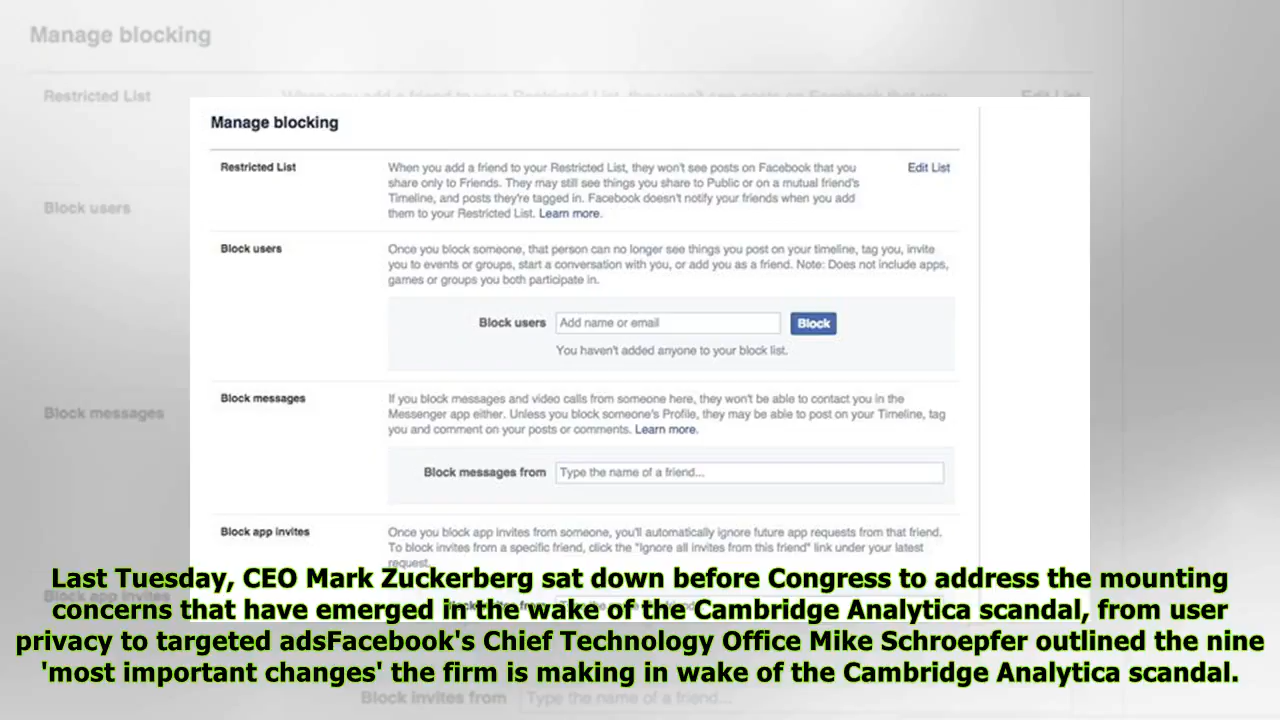 Manage blocking
Restricted List
Edit List
Block users
Block messages
Manage blocking
Restricted List
When you add a friend to your Restricted List, they won't see posts on Facebook that you
share only to Friends. They may still see things you share to Public or on a mutual friend's
Timeline, and posts they're tagged in. Facebook doesn't notify your friends when you add
them to your Restricted List. Learn more.
Edit List
Block users
Once you block someone, that person can no longer see things you post on your timeline, tag you, invite
you to events or groups, start a conversation with you, or add you as a friend. Note: Does not include apps,
games or groups you both participate in.
Block users Add name or email Block
You haven't added anyone to your block list.
Block messages
If you block messages and video calls from someone here, they won't be able to contact you in the
Messenger app either. Unless you block someone's Profile, they may be able to post on your Timeline, tag
you and comment on your posts or comments. Learn more.
Block messages from Type the name of a friend...
Block app invites
Once you block app invites from someone, you'll automatically ignore future app requests from that friend.
To block invites from a specific friend, click the "Ignore all invites from this friend" link under your latest
request.
Last Tuesday, CEO Mark Zuckerberg sat down before Congress to address the mounting
concerns that have emerged in the wake of the Cambridge Analytica scandal, from user
privacy to targeted adsFacebook's Chief Technology Office Mike Schroepfer outlined the nine
'most important changes' the firm is making in wake of the Cambridge Analytica scandal.
Block invites from Type the name of a friend...